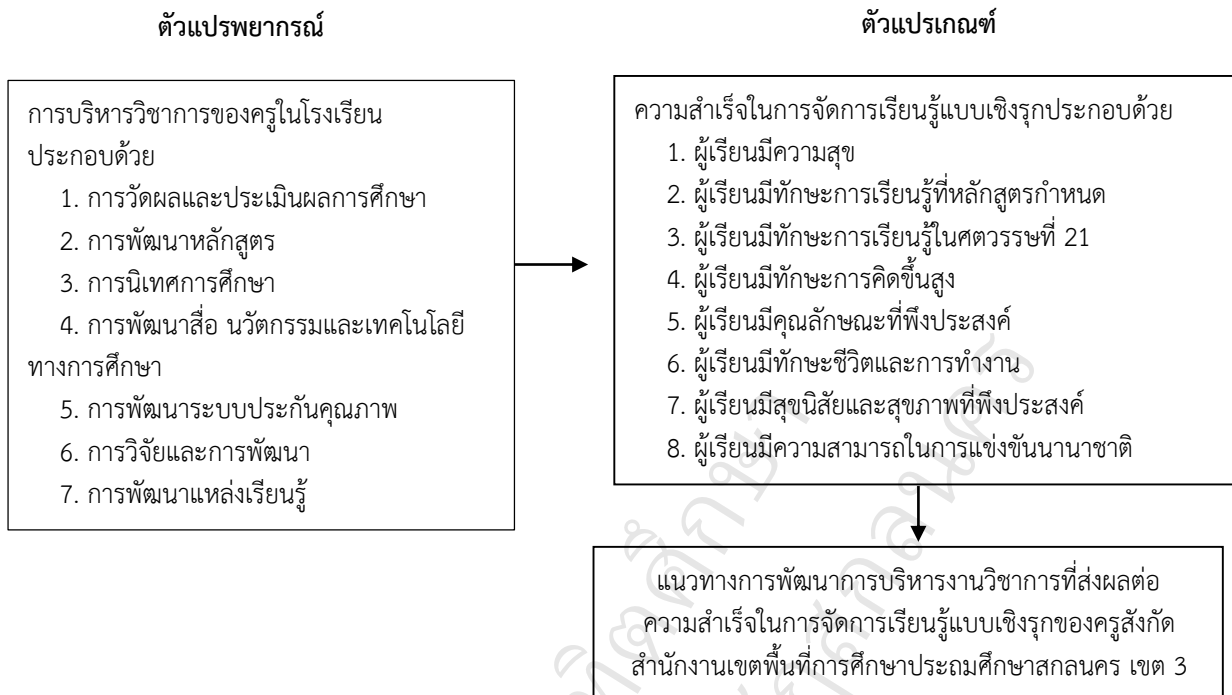 ตัวแปรพยากรณ์
ตัวแปรเกณฑ์
การบริหารวิชาการของครูในโรงเรียน
ประกอบด้วย
1. การวัดผลและประเมินผลการศึกษา
2. การพัฒนาหลักสูตร
3. การนิเทศการศึกษา
4. การพัฒนาสื่อ นวัตกรรมและเทคโนโลยี
ทางการศึกษา
5. การพัฒนาระบบประกันคุณภาพ
6. การวิจัยและการพัฒนา
7. การพัฒนาแหล่งเรียนรู้
ความสำเร็จในการจัดการเรียนรู้แบบเชิงรุกประกอบด้วย
1. ผู้เรียนมีความสุข
2. ผู้เรียนมีทักษะการเรียนรู้ที่หลักสูตรกำหนด
3. ผู้เรียนมีทักษะการเรียนรู้ในศตวรรษที่ 21
4. ผู้เรียนมีทักษะการคิดขึ้นสูง
5. ผู้เรียนมีคุณลักษณะที่พึงประสงค์
6. ผู้เรียนมีทักษะชีวิตและการทำงาน
7. ผู้เรียนมีสุขนิสัยและสุขภาพที่พึงประสงค์
8. ผู้เรียนมีความสามารถในการแข่งขันนานาชาติ
แนวทางการพัฒนาการบริหารงานวิชาการที่ส่งผลต่อ
ความสำเร็จในการจัดการเรียนรู้แบบเชิงรุกของครูสังกัด
สำนักงานเขตพื้นที่การศึกษาประถมศึกษาสกลนคร เขต 3